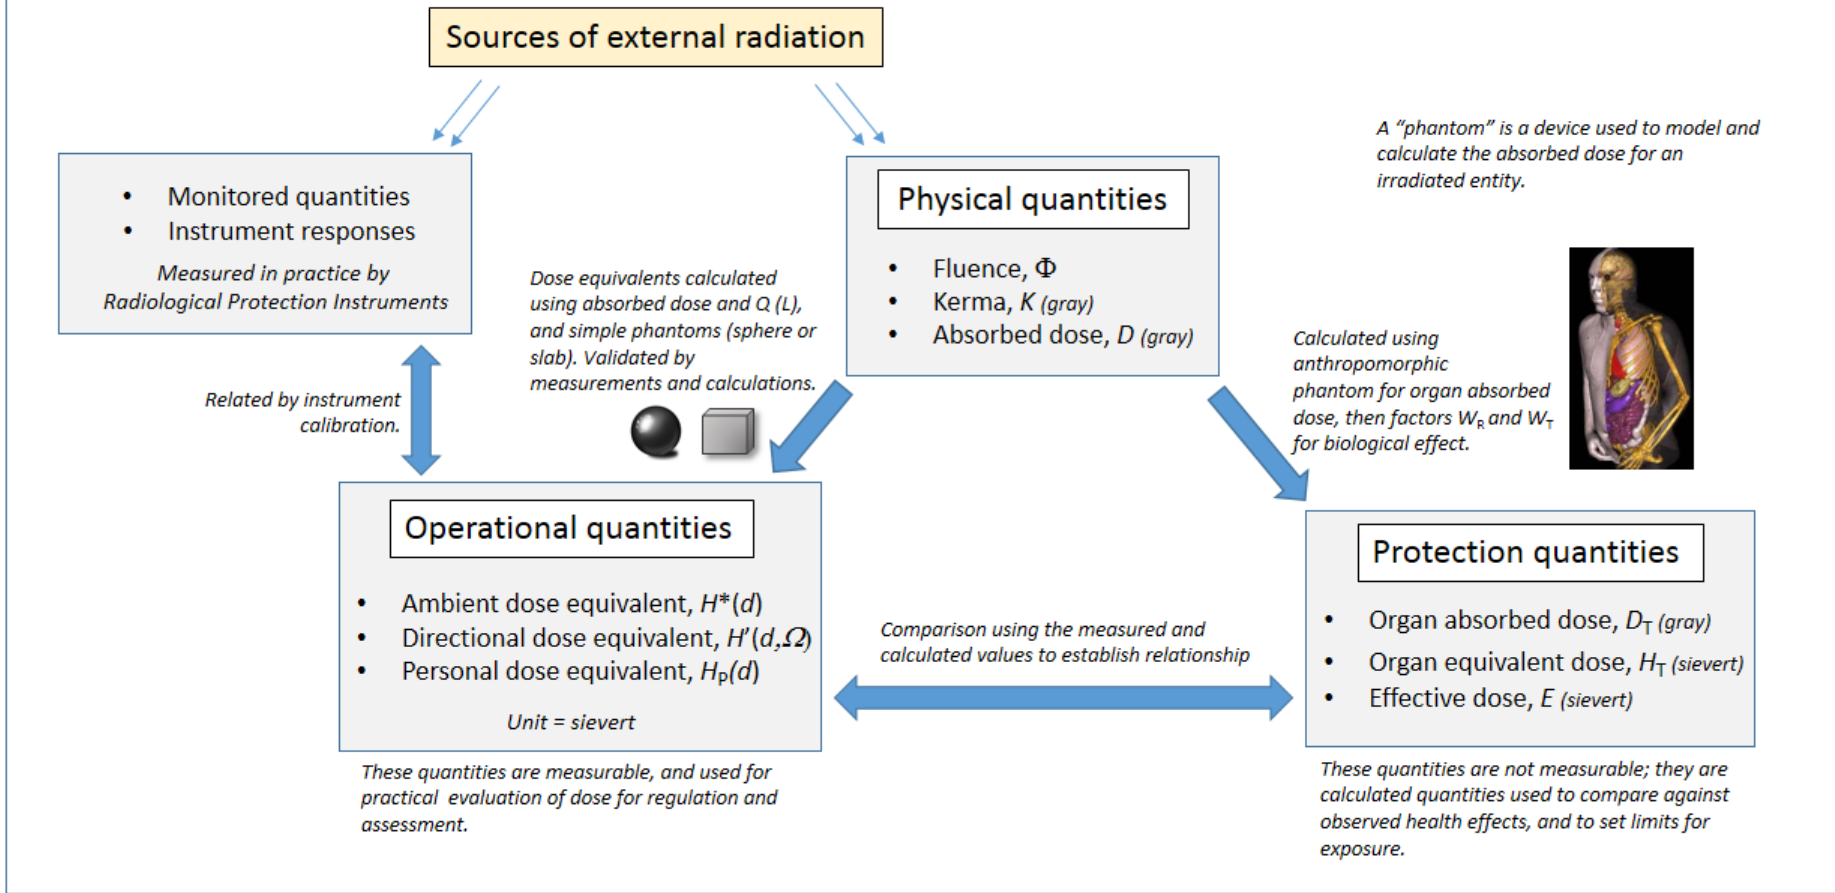 Sources of external radiation
A “phantom” is a device used to model and
calculate the absorbed dose for an
irradiated entity.
• Monitored quantities
• Instrument responses
Measured in practice by
Radiological Protection Instruments
Physical quantities
• Fluence, Φ
• Kerma, K (gray)
• Absorbed dose, D (gray)
Dose equivalents calculated
using absorbed dose and Q (L),
and simple phantoms (sphere or
slab). Validated by
measurements and calculations.
Calculated using
anthropomorphic
phantom for organ absorbed
dose, then factors WR and WT
for biological effect.
Related by instrument
calibration.
Operational quantities
• Ambient dose equivalent, H*(d)
• Directional dose equivalent, H'(d,Ω)
• Personal dose equivalent, HP(d)
Unit = sievert
These quantities are measurable, and used for
practical evaluation of dose for regulation and
assessment.
Comparison using the measured and
calculated values to establish relationship
Protection quantities
• Organ absorbed dose, DT (gray)
• Organ equivalent dose, HT (sievert)
• Effective dose, E (sievert)
These quantities are not measurable; they are
calculated quantities used to compare against
observed health effects, and to set limits for
exposure.